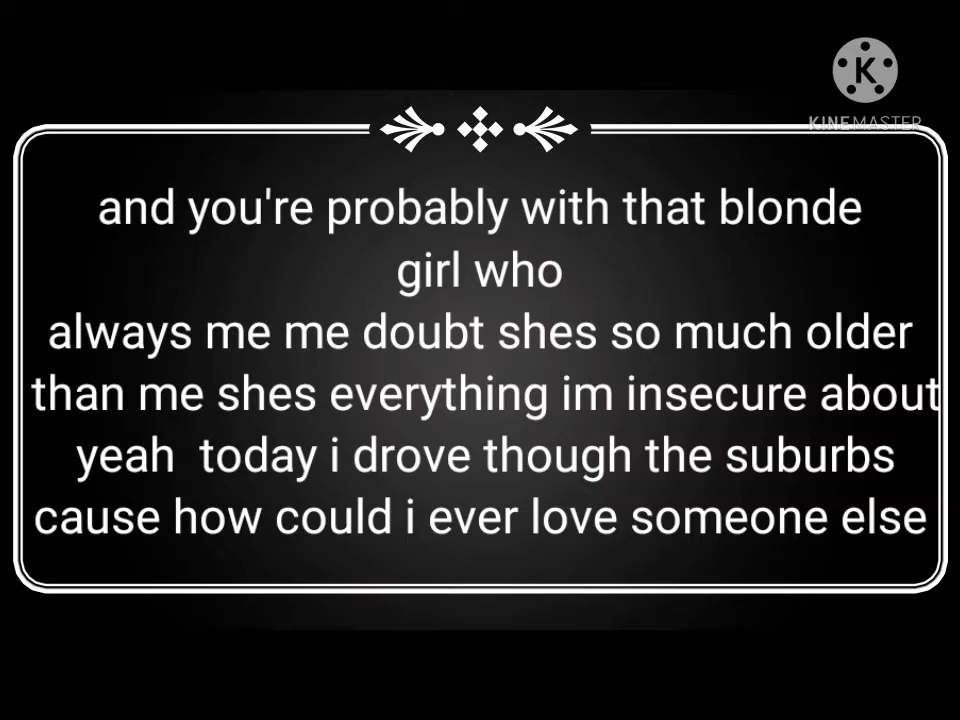 K
KINEMASTER
and you're probably with that blonde
girl who
always me me doubt shes so much older
than me shes everything im insecure about
yeah  today i drove though the suburbs
cause how could i ever love someone else